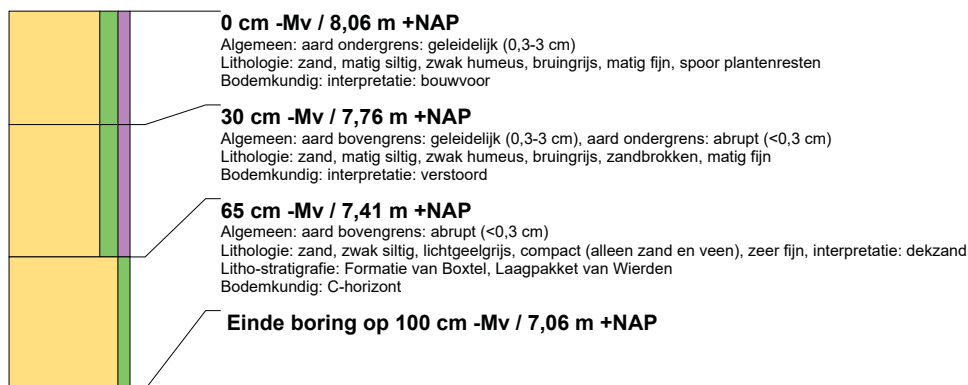 0 cm -Mv / 8,06 m +NAP
Algemeen: aard ondergrens: geleidelijk (0,3-3 cm)
Lithologie: zand, matig siltig, zwak humeus, bruingrijs, matig fijn, spoor plantenresten
Bodemkundig: interpretatie: bouwvoor
30 cm -Mv / 7,76 m +NAP
Algemeen: aard bovengrens: geleidelijk (0,3-3 cm), aard ondergrens: abrupt (<0,3 cm)
Lithologie: zand, matig siltig, zwak humeus, bruingrijs, zandbrokken, matig fijn
Bodemkundig: interpretatie: verstoord
65 cm -Mv / 7,41 m +NAP
Algemeen: aard bovengrens: abrupt (<0,3 cm)
Lithologie: zand, zwak siltig, lichtgeelgrijs, compact (alleen zand en veen), zeer fijn, interpretatie: dekzand
Litho-stratigrafie: Formatie van Boxtel, Laagpakket van Wierden
Bodemkundig: C-horizont
Einde boring op 100 cm -Mv / 7,06 m +NAP